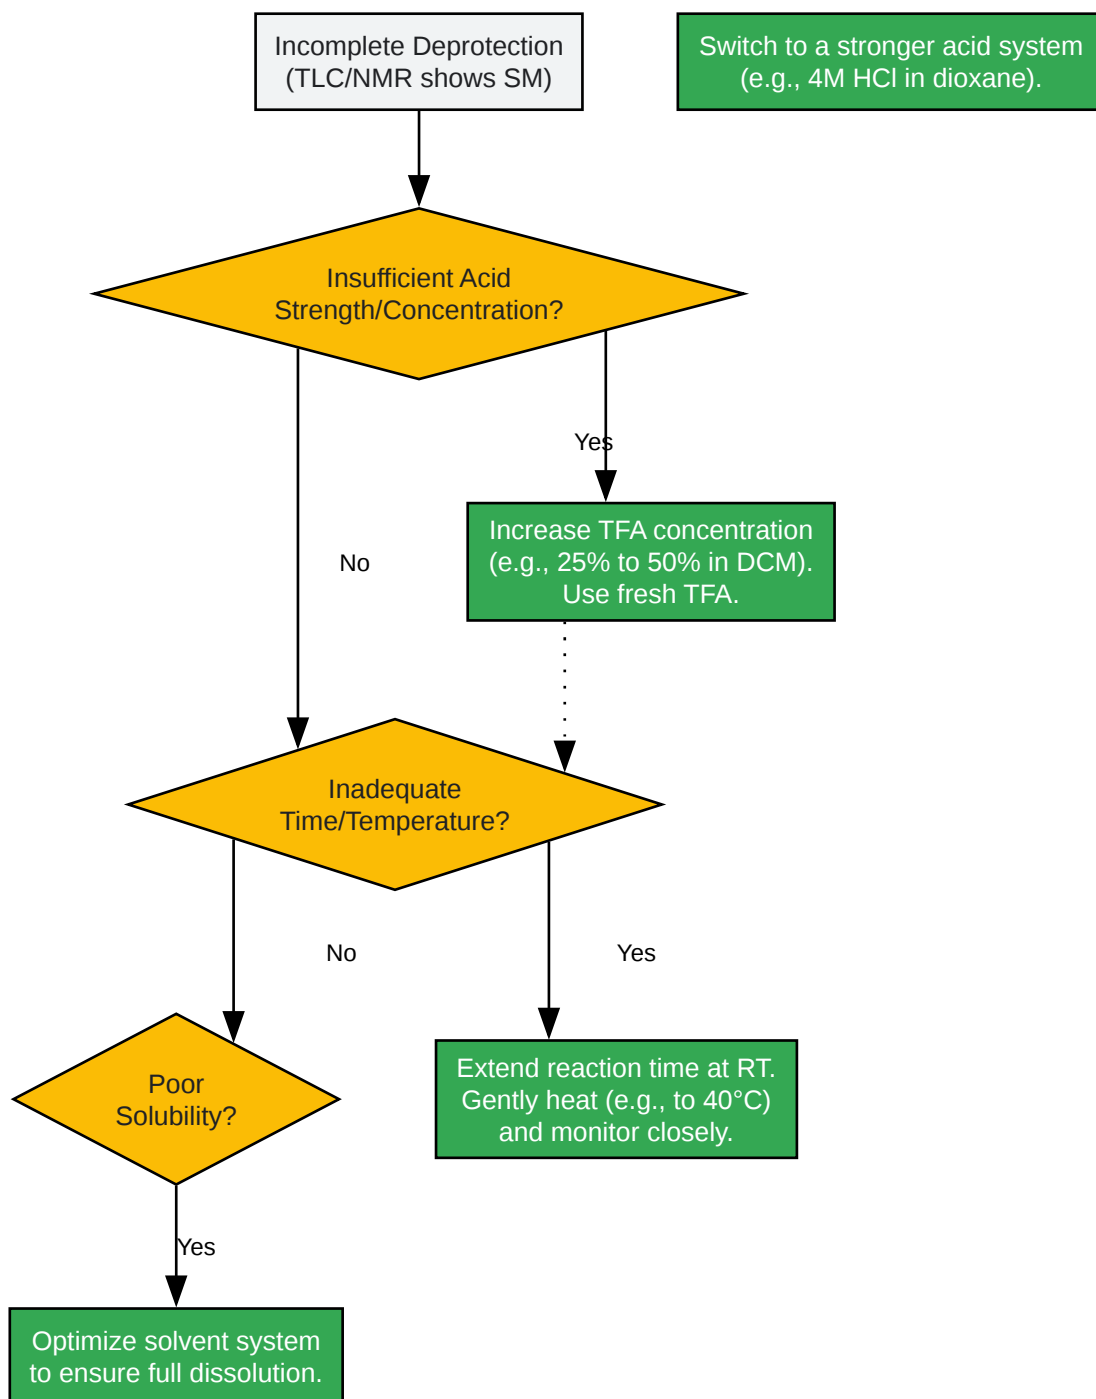 Incomplete Deprotection
(TLC/NMR shows SM)
Switch to a stronger acid system
(e.g., 4M HCl in dioxane).
Insufficient Acid
Strength/Concentration?
Yes
No
Increase TFA concentration
(e.g., 25% to 50% in DCM).
Use fresh TFA.
Inadequate
Time/Temperature?
No
Yes
Poor
Solubility?
Extend reaction time at RT.
Gently heat (e.g., to 40°C)
and monitor closely.
Yes
Optimize solvent system
to ensure full dissolution.